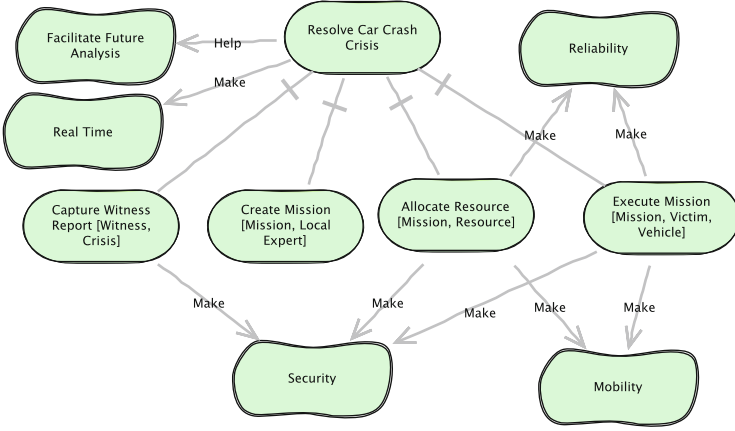 Facilitate Future
Analysis
Help
Resolve Car Crash
Crisis
Reliability
Make
Real Time
Make
Make
Capture Witness
Report [Witness,
Crisis]
Create Mission
[Mission, Local
Expert]
Allocate Resource
[Mission, Resource]
Execute Mission
[Mission, Victim,
Vehicle]
Make
Make
Make
Make
Make
Security
Mobility